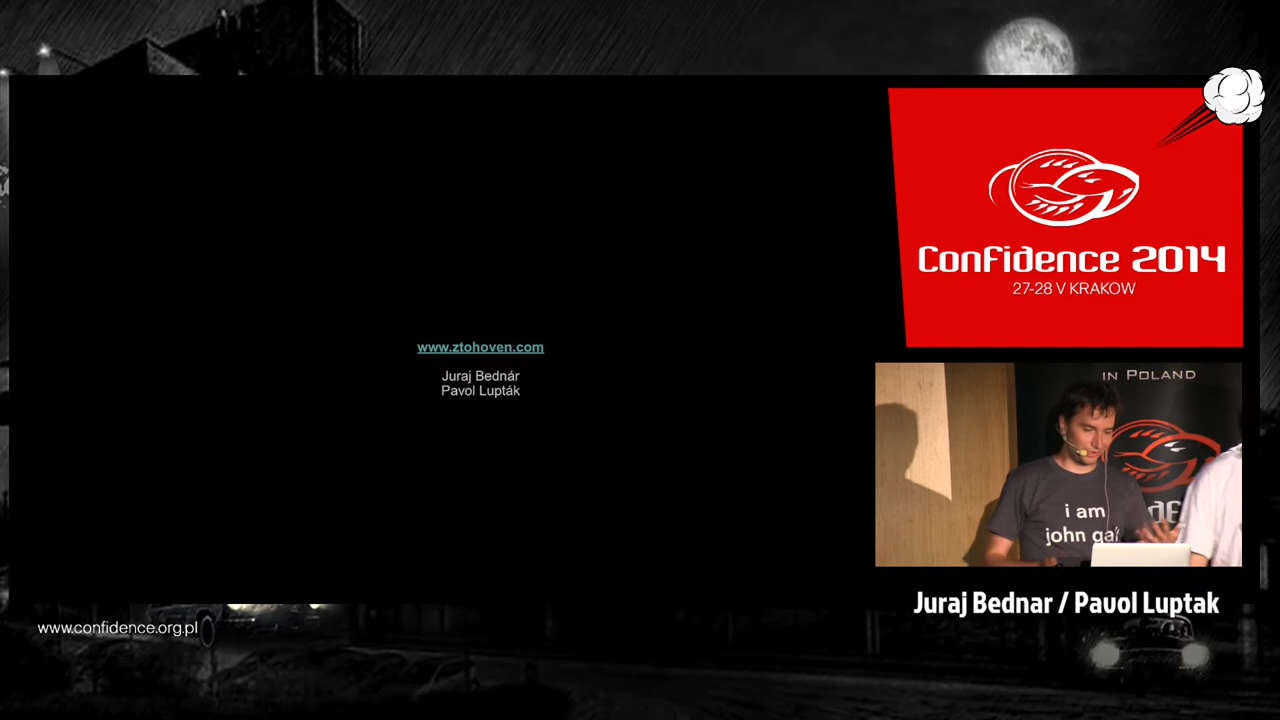 www.ztohoven.com
Juraj Bednár
Pavol Lupták
Confidence 2014
27-28 V KRAKOW
IN POLAND
i am
john
Juraj Bednar / Pavol Luptak
www.confidence.org.pl